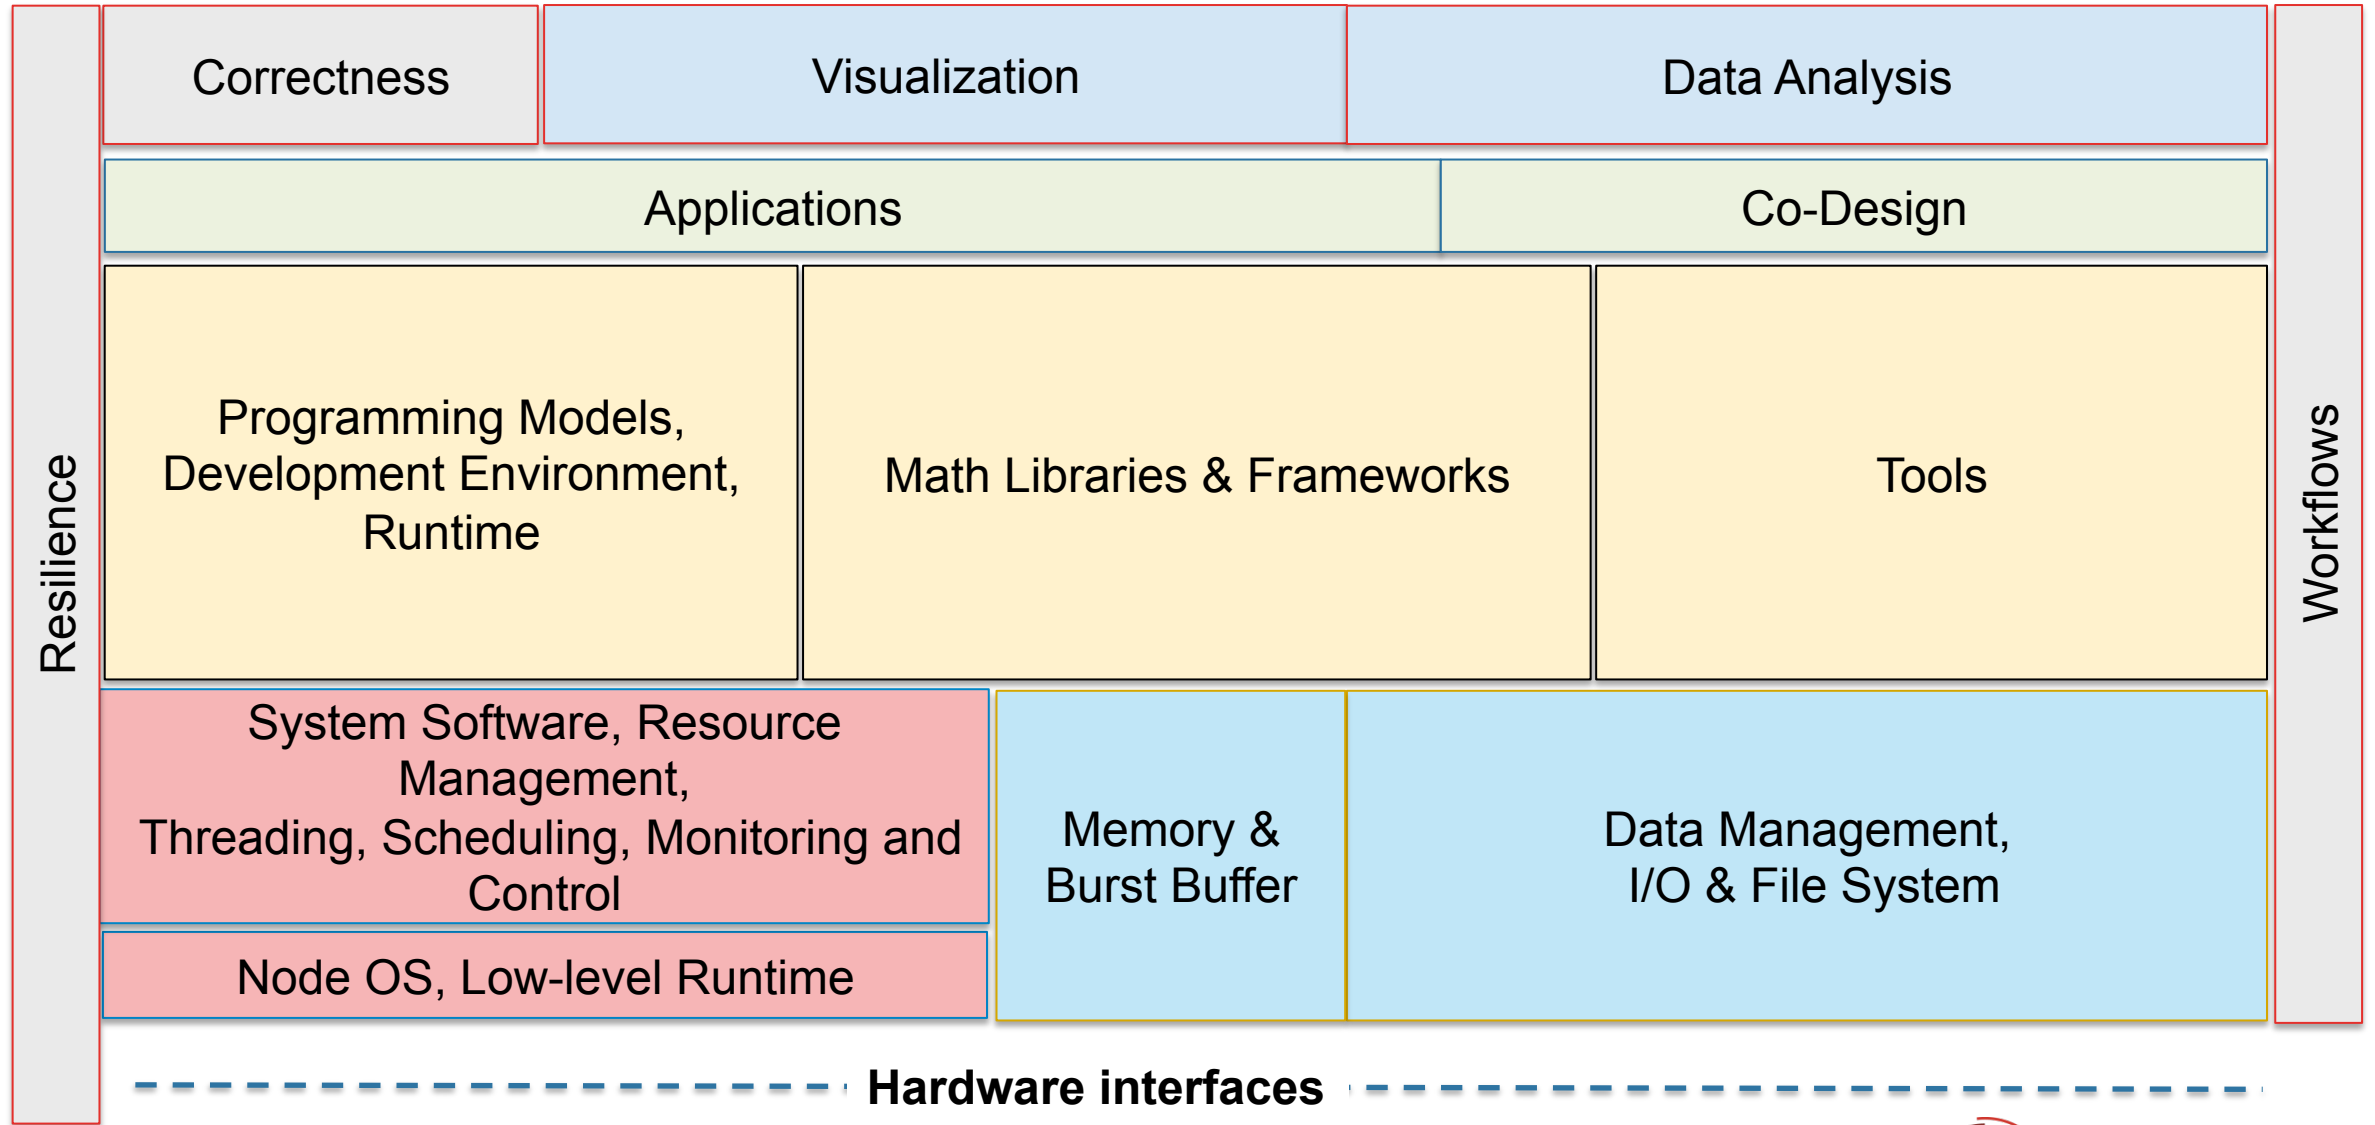 Correctness
Visualization
Data Analysis
Applications
Co-Design
Resilience
Programming Models,
Development Environment,
Runtime
Math Libraries & Frameworks
Tools
Workflows
System Software, Resource
Management,
Threading, Scheduling, Monitoring and
Control
Memory &
Burst Buffer
Data Management,
I/O & File System
Node OS, Low-level Runtime
Hardware interfaces